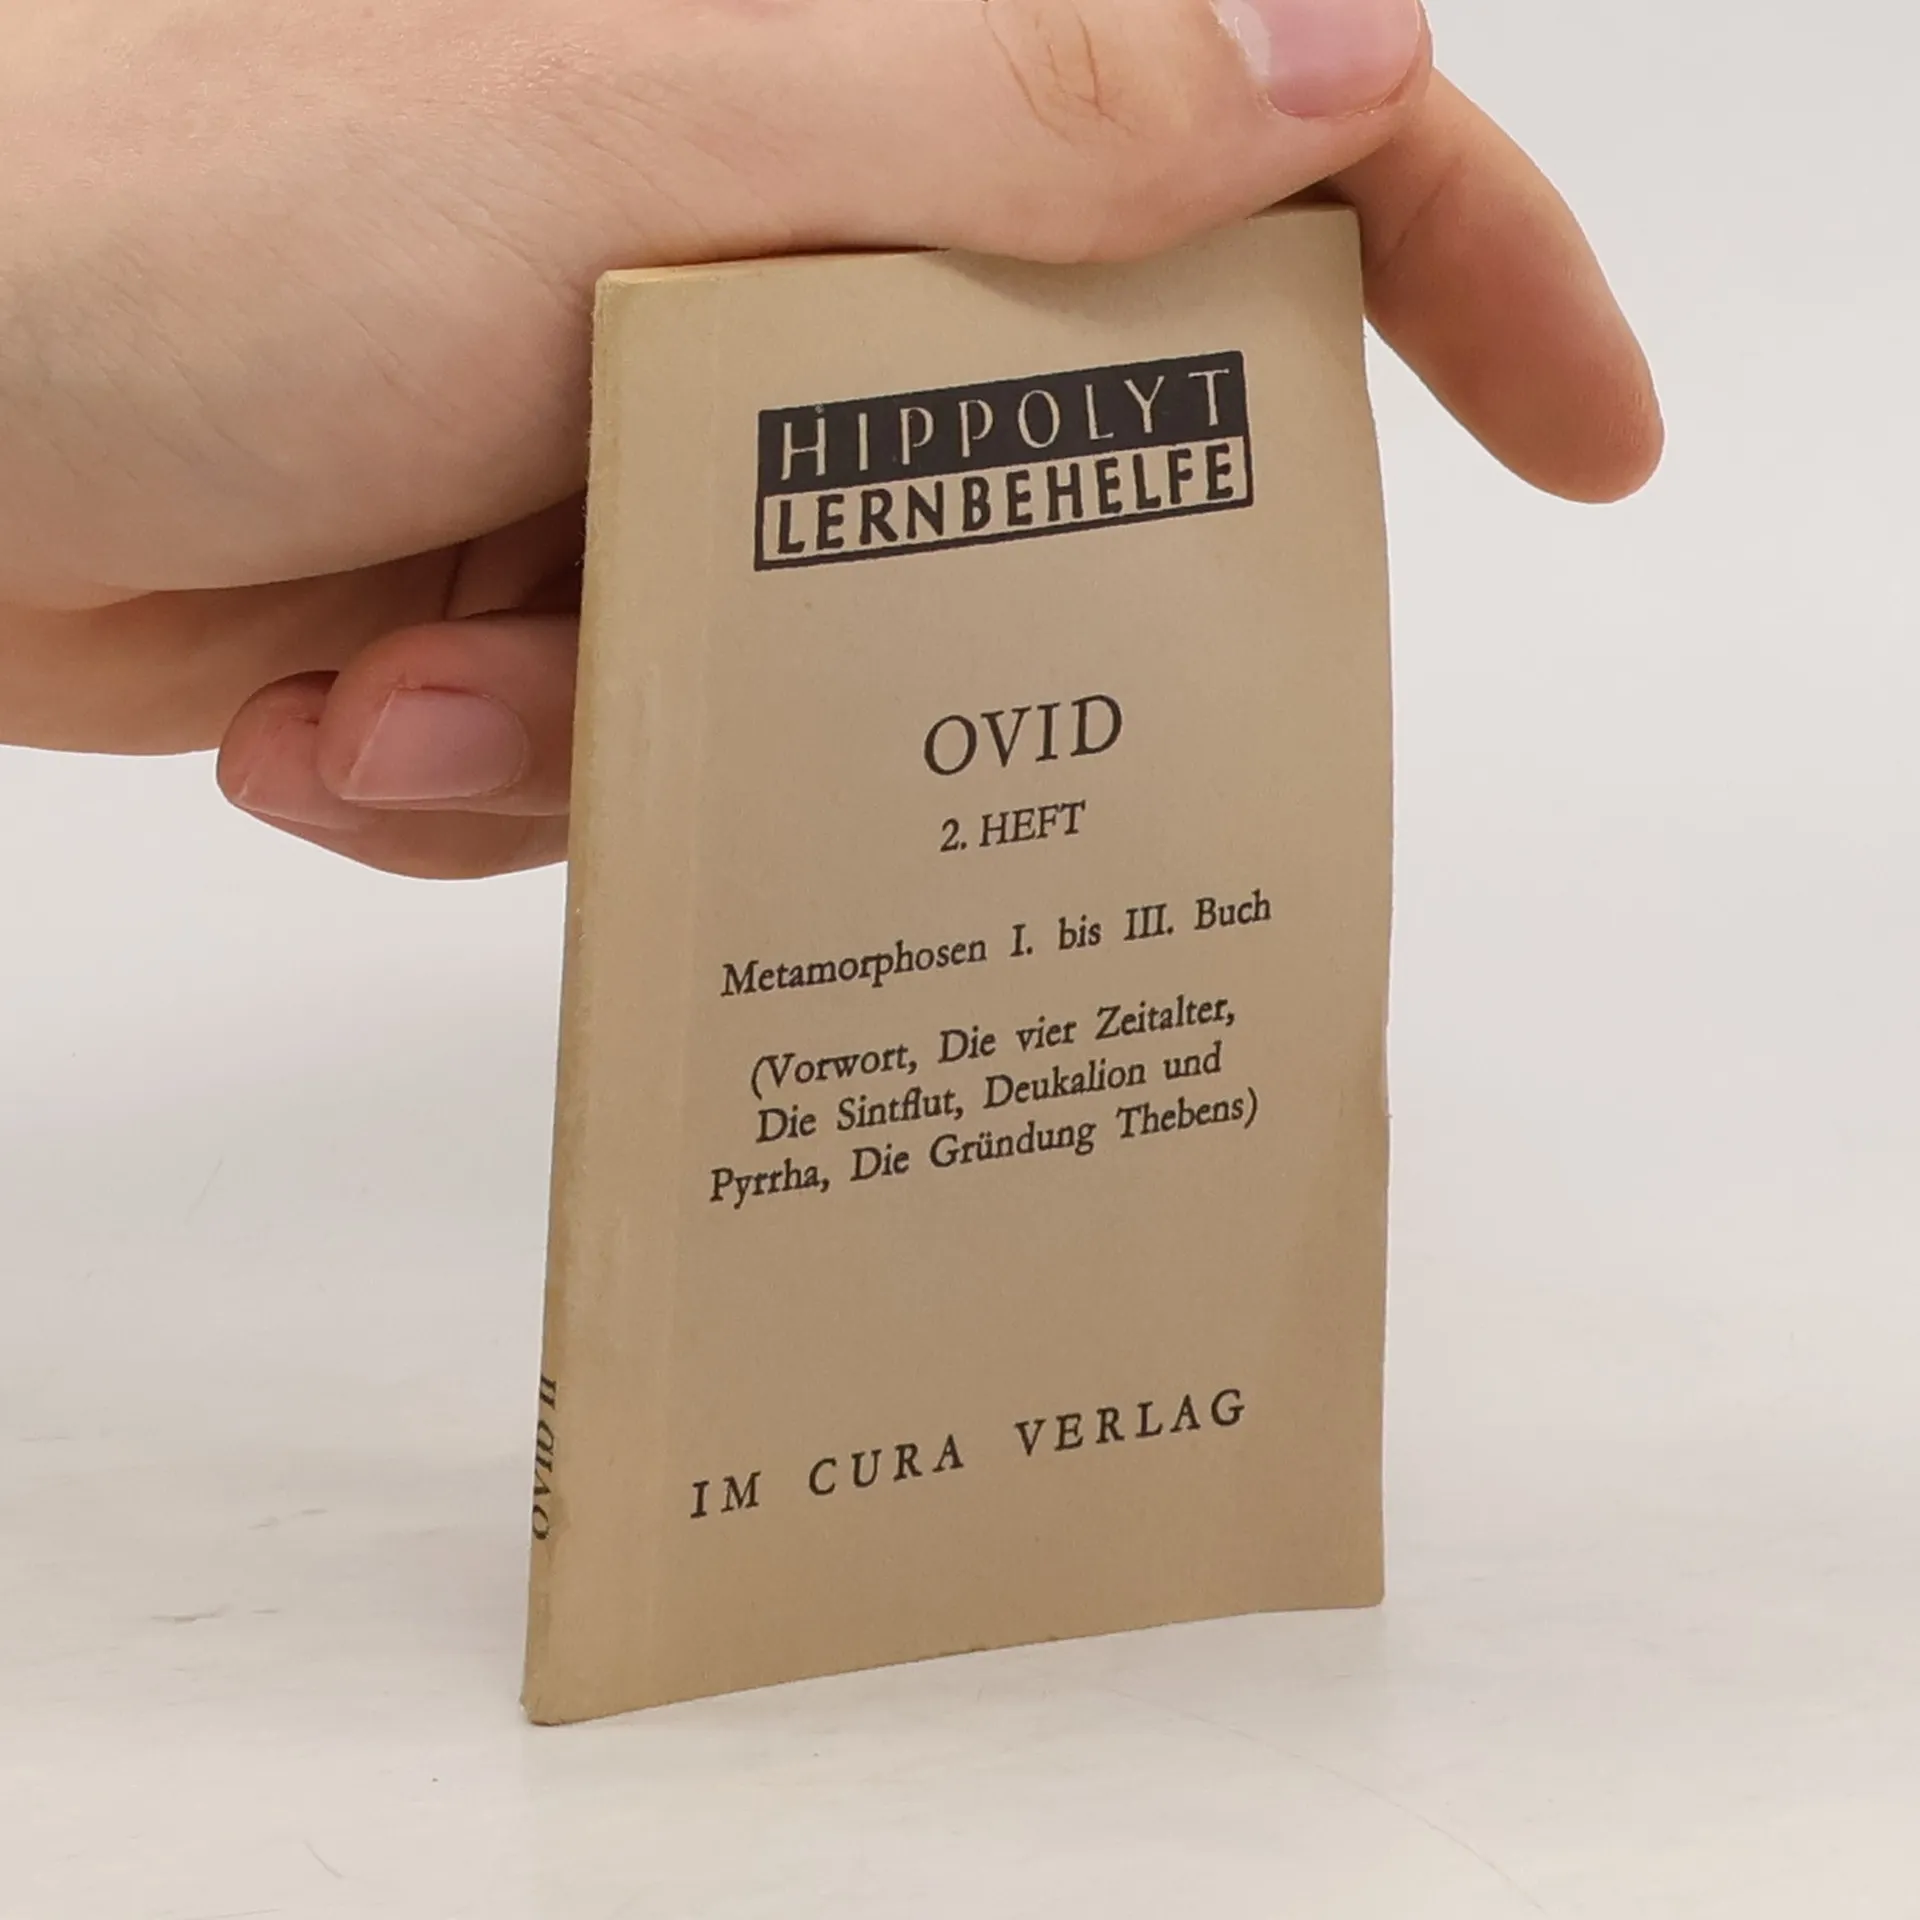 HIPPOLYT
LERNBEHELFE
OVID
2. HEFT
Metamorphosen I. bis III. Buch
(Vorwort, Die vier Zeitalter,
Die Sintflut, Deukalion und
Pyrrha, Die Gründung Thebens)
IM CURA VERLAG
OVID II